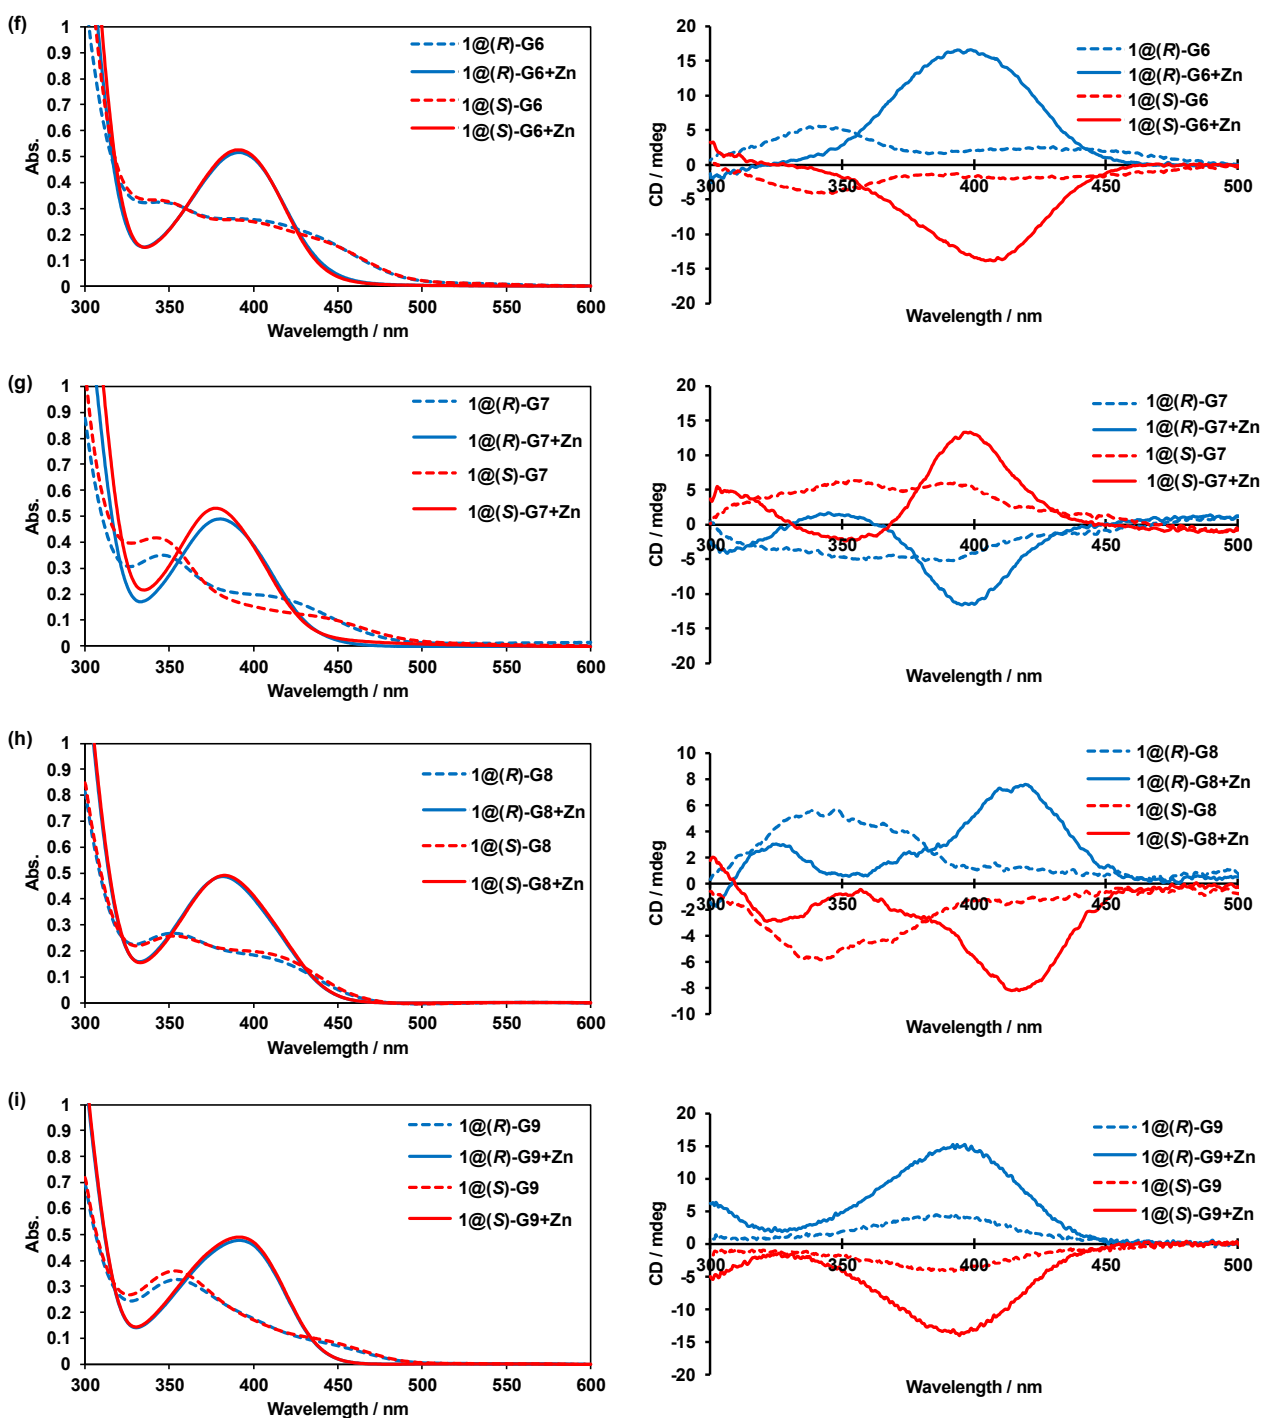 (f)
1
0.9
0.8
0.7
0.6
0.5
0.4
0.3
0.2
0.1
0
Abs.
300 350 400 450 500 550 600
Wavelemgth / nm
1@(R)-G6
1@(R)-G6+Zn
1@(S)-G6
1@(S)-G6+Zn
20
15
10
5
0
-5
-10
-15
-20
CD / mdeg
300 350 400 450 500
Wavelength / nm
1@(R)-G6
1@(R)-G6+Zn
1@(S)-G6
1@(S)-G6+Zn
(g)
1
0.9
0.8
0.7
0.6
0.5
0.4
0.3
0.2
0.1
0
Abs.
300 350 400 450 500 550 600
Wavelemgth / nm
1@(R)-G7
1@(R)-G7+Zn
1@(S)-G7
1@(S)-G7+Zn
20
15
10
5
0
-5
-10
-15
-20
CD / mdeg
300 350 400 450 500
Wavelength / nm
1@(R)-G7
1@(R)-G7+Zn
1@(S)-G7
1@(S)-G7+Zn
(h)
1
0.9
0.8
0.7
0.6
0.5
0.4
0.3
0.2
0.1
0
Abs.
300 350 400 450 500 550 600
Wavelemgth / nm
1@(R)-G8
1@(R)-G8+Zn
1@(S)-G8
1@(S)-G8+Zn
10
8
6
4
2
0
-2
-4
-6
-8
-10
CD / mdeg
300 350 400 450 500
Wavelength / nm
1@(R)-G8
1@(R)-G8+Zn
1@(S)-G8
1@(S)-G8+Zn
(i)
1
0.9
0.8
0.7
0.6
0.5
0.4
0.3
0.2
0.1
0
Abs.
300 350 400 450 500 550 600
Wavelemgth / nm
1@(R)-G9
1@(R)-G9+Zn
1@(S)-G9
1@(S)-G9+Zn
20
15
10
5
0
-5
-10
-15
-20
CD / mdeg
300 350 400 450 500
Wavelength / nm
1@(R)-G9
1@(R)-G9+Zn
1@(S)-G9
1@(S)-G9+Zn